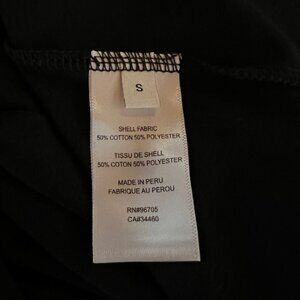 S
SHELL FABRIC
50% COTTON 50% POLYESTER
TISSU DE SHELL
50% COTTON 50% POLYESTER
MADE IN PERU
FABRIQUE AU PEROU
RN#96705
CA#34460